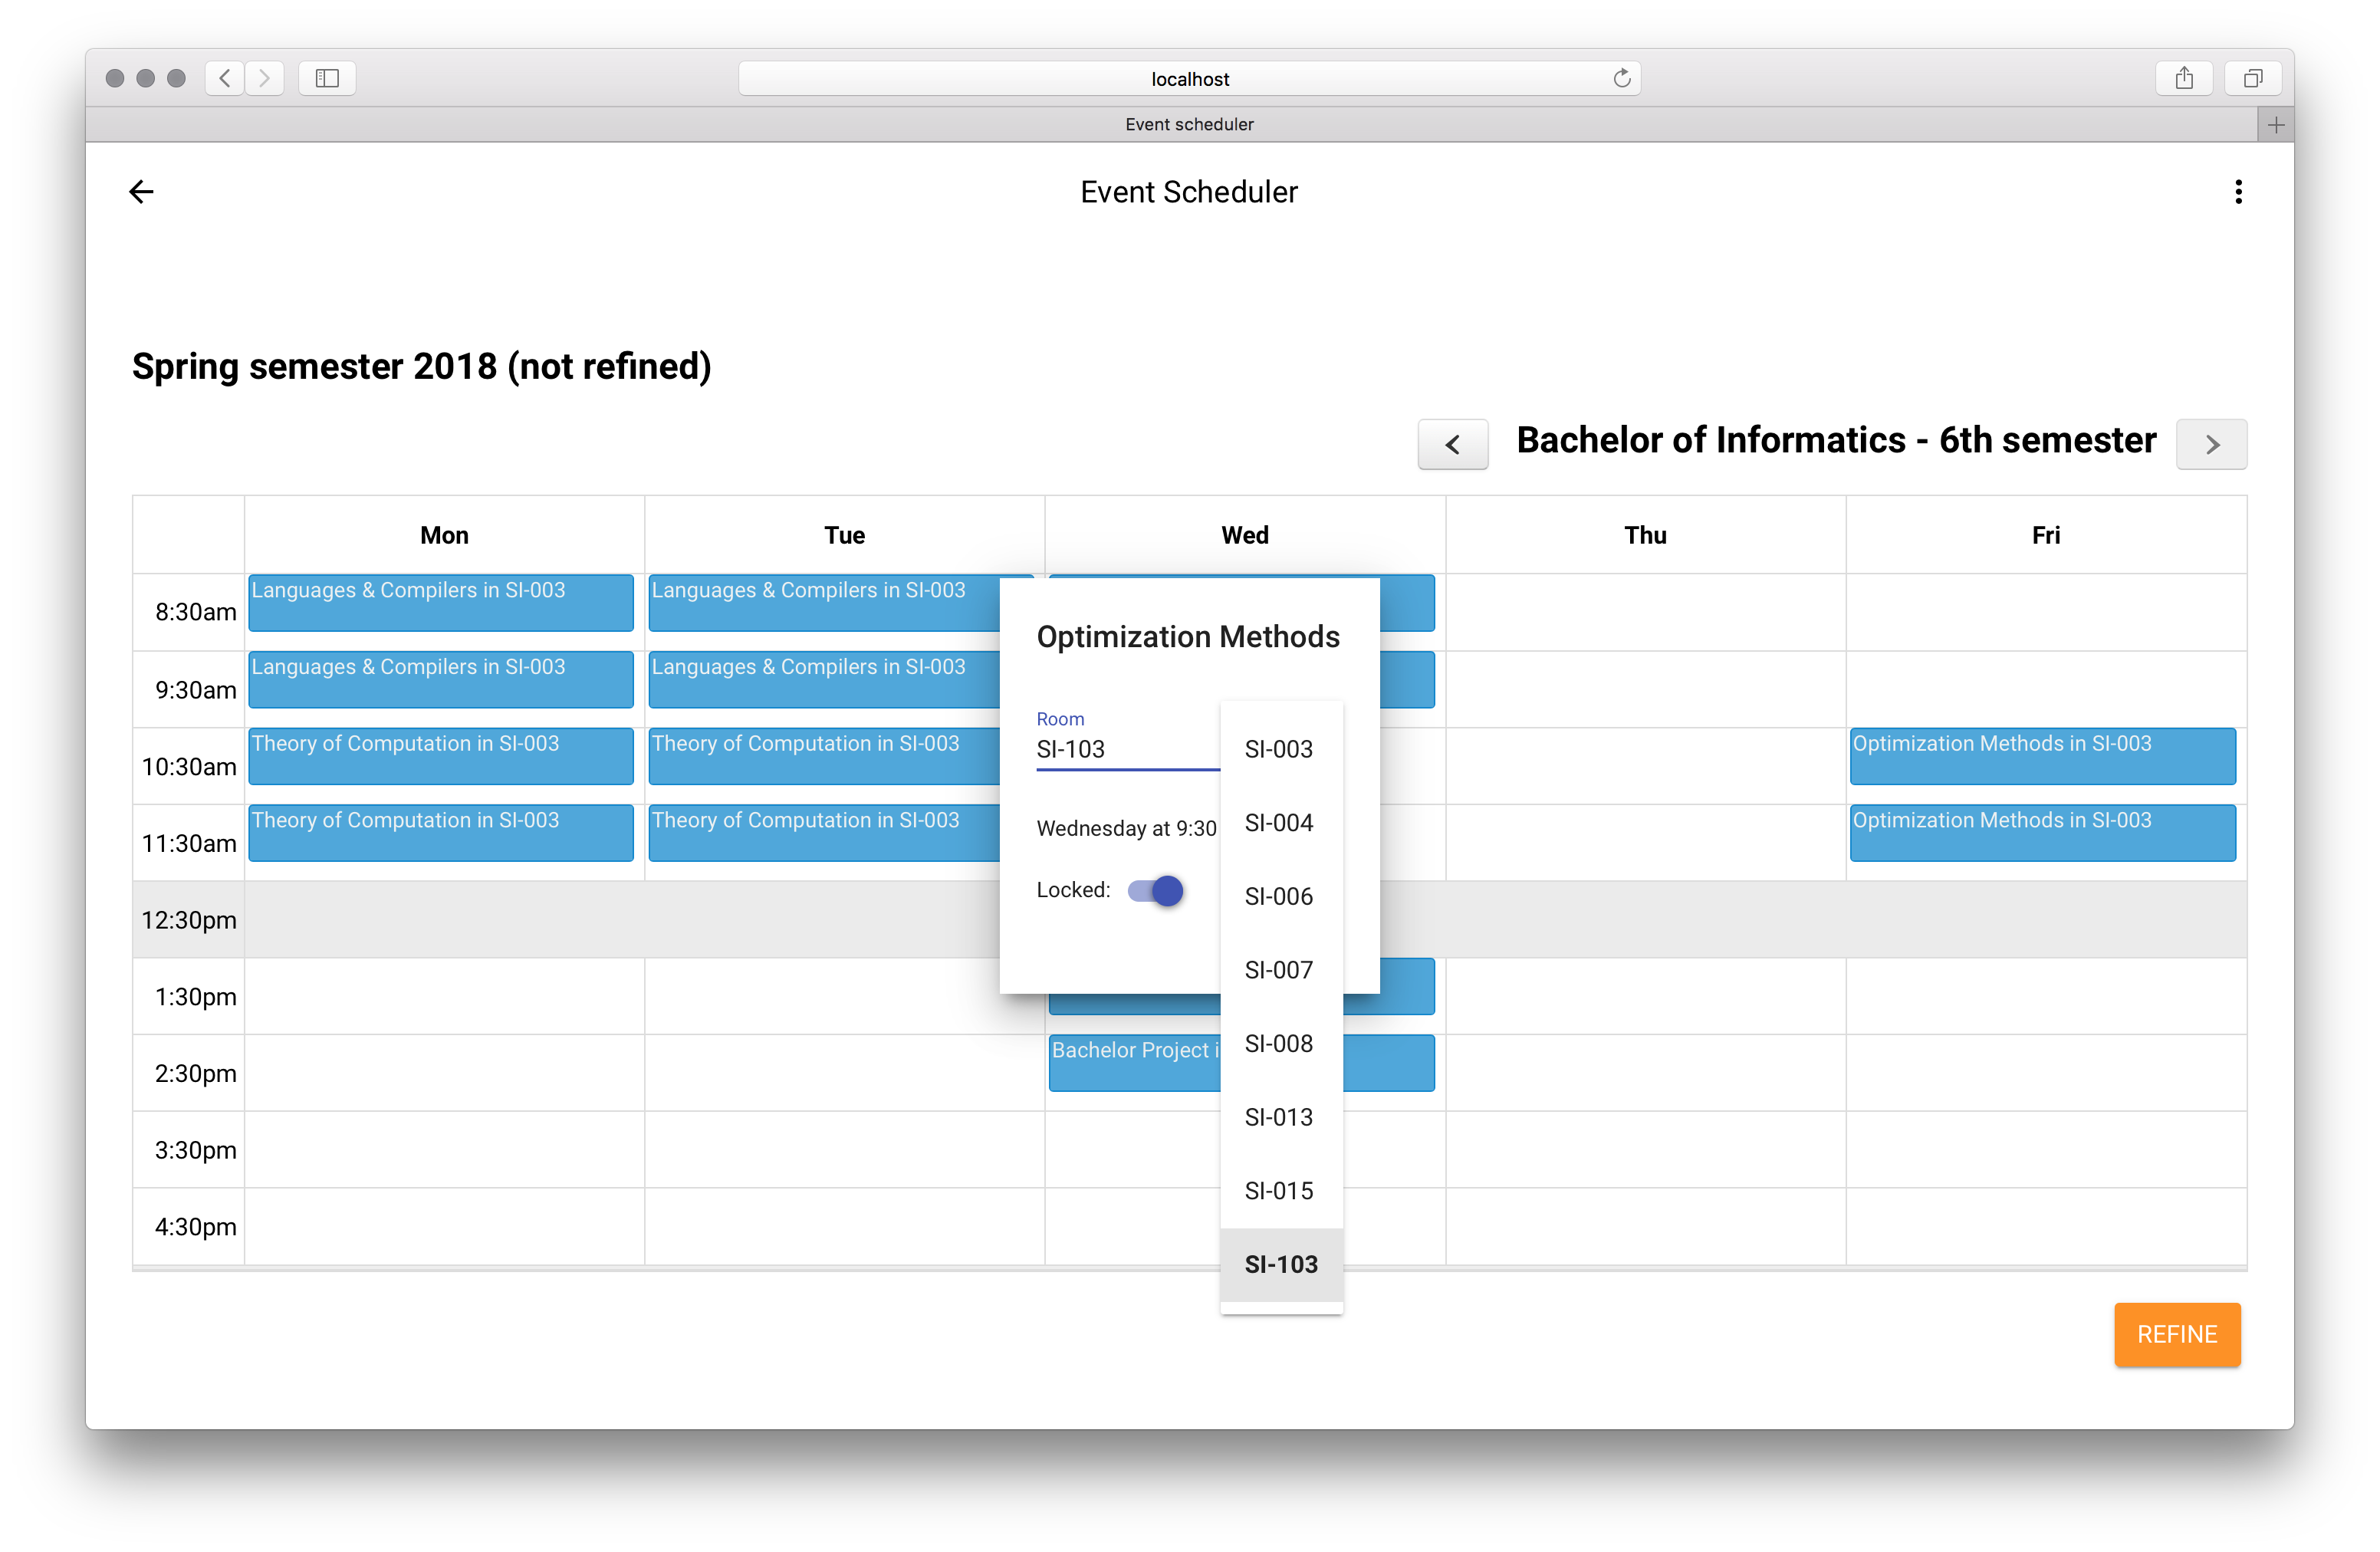 localhost
Event scheduler
Event Scheduler
Spring semester 2018 (not refined)
Bachelor of Informatics - 6th semester
Mon Tue Wed Thu Fri
8:30am Languages & Compilers in SI-003 Languages & Compilers in SI-003
9:30am Languages & Compilers in SI-003 Languages & Compilers in SI-003
10:30am Theory of Computation in SI-003 Theory of Computation in SI-003 Optimization Methods in SI-003
11:30am Theory of Computation in SI-003 Theory of Computation in SI-003 Optimization Methods in SI-003
12:30pm
1:30pm
2:30pm Bachelor Project
3:30pm
4:30pm
Optimization Methods
Room
SI-103
Wednesday at 9:30
Locked:
SI-003
SI-004
SI-006
SI-007
SI-008
SI-013
SI-015
SI-103
REFINE